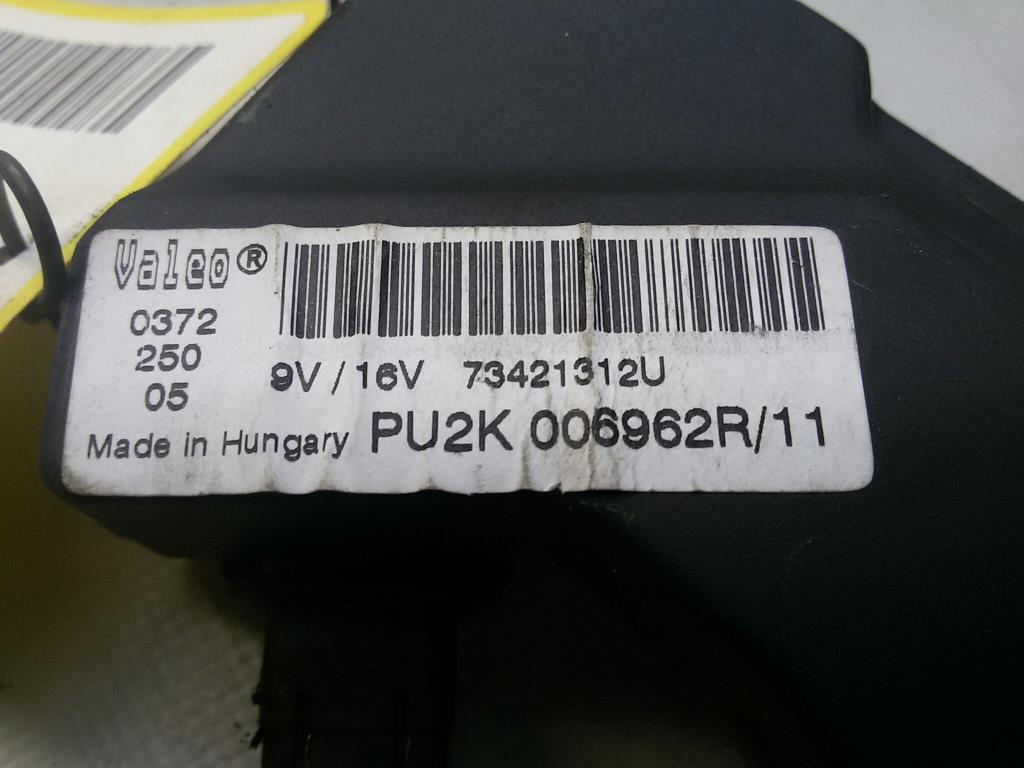 Valeo®
0372
250
05
9V / 16V 73421312U
Made in Hungary PU2K 006962R/11